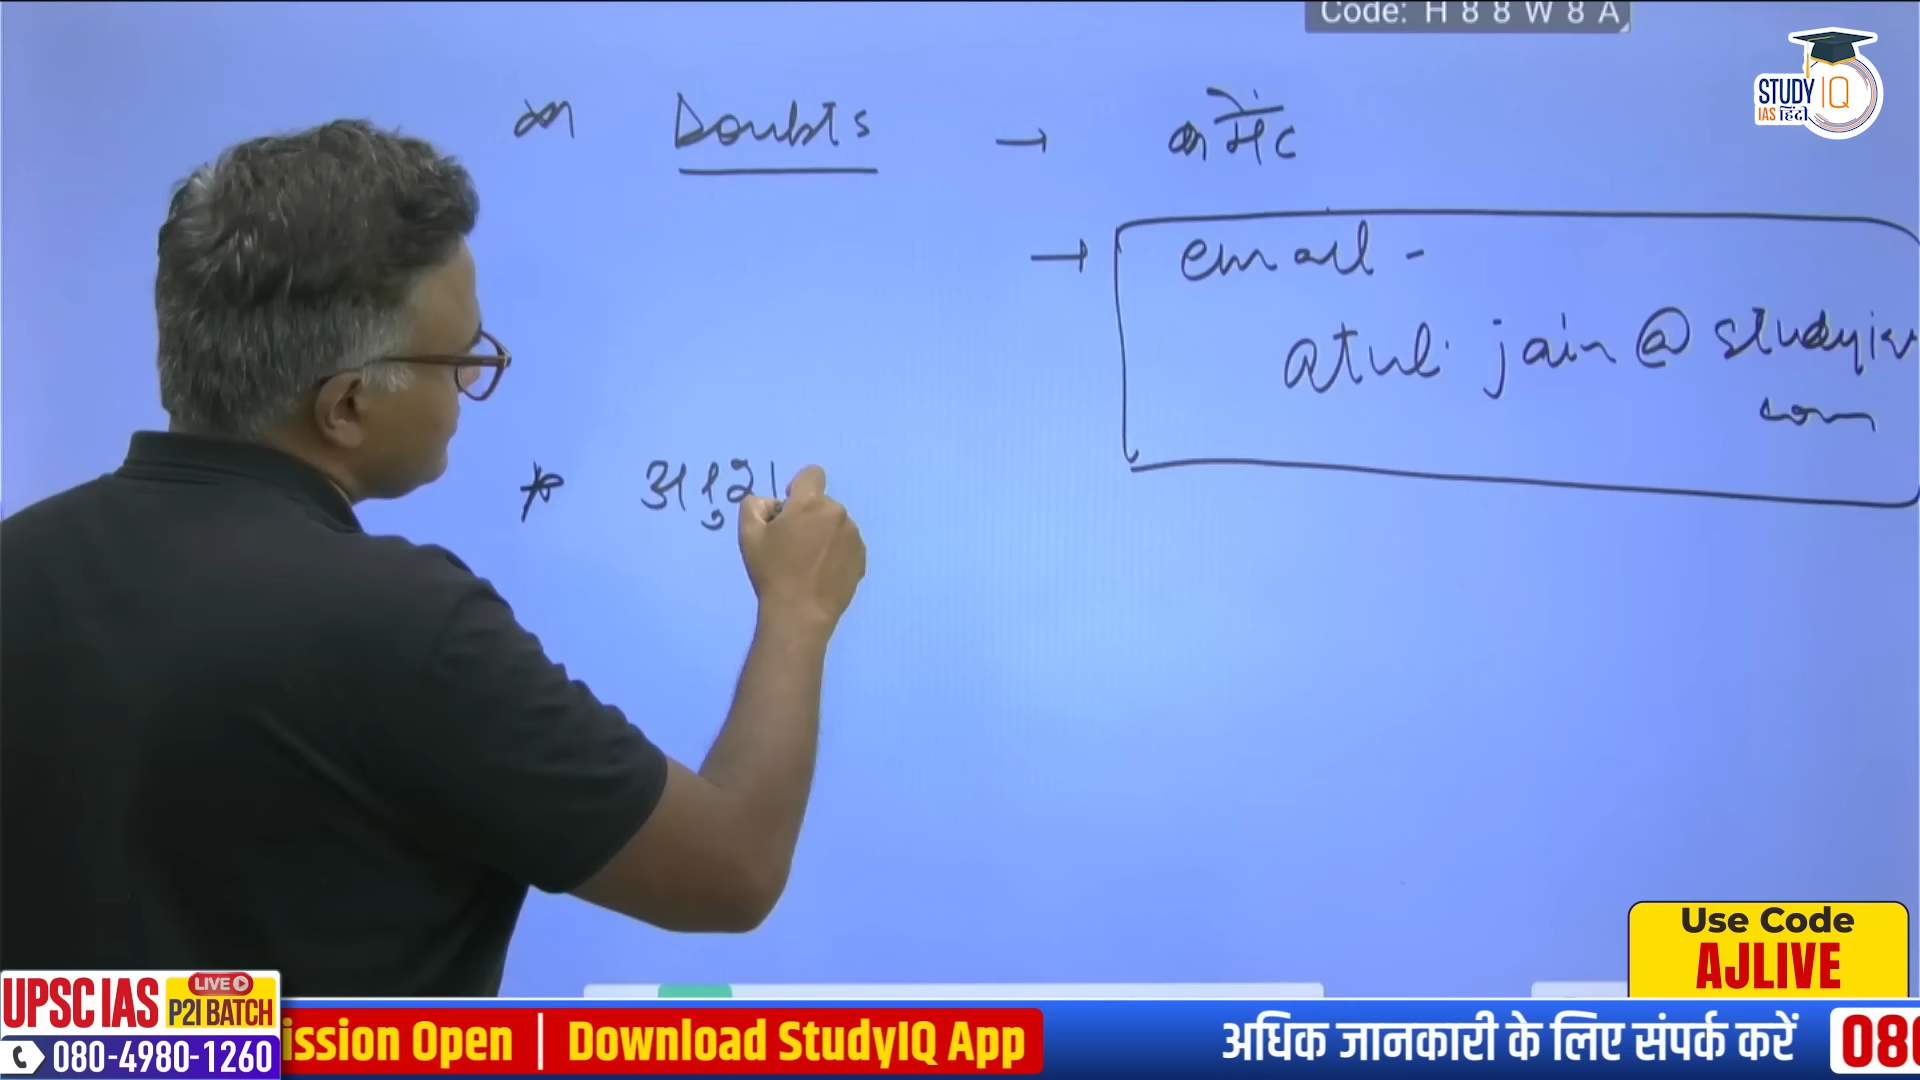 Code: H 8 8 W 8 A
STUDY IQ
IAS हिंदी
Doubts → कमेंट
→ email -
atul.jain@studyiq
com
*
Use Code
AJLIVE
UPSC IAS LIVE P2I BATCH
080-4980-1260
ission Open | Download StudyIQ App
अधिक जानकारी के लिए संपर्क करें 080